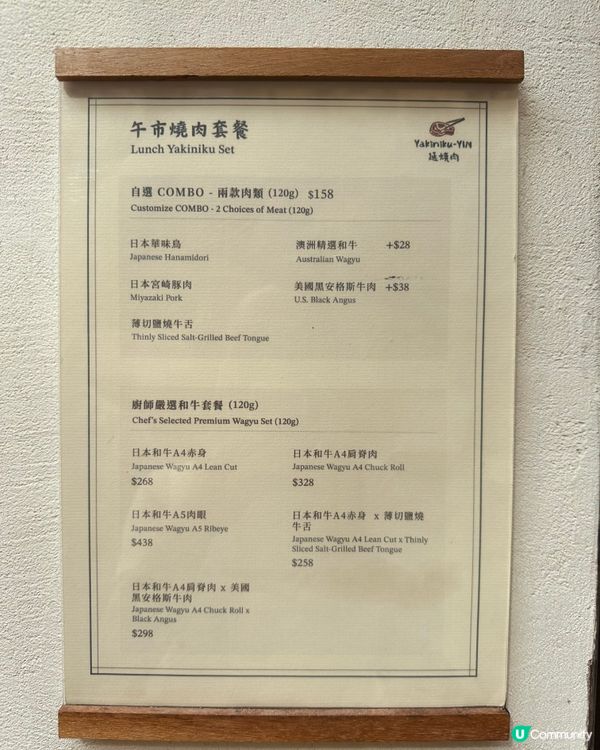 午市燒肉套餐
Lunch Yakiniku Set
Yakiniku-YIN
燒肉
自選 COMBO - 兩款肉類 (120g) $158
Customize COMBO - 2 Choices of Meat (120g)
日本華味鳥
Japanese Hanamidori
澳洲精選和牛 +$28
Australian Wagyu
日本宮崎豚肉
Miyazaki Pork
美國黑安格斯牛肉 +$38
U.S. Black Angus
薄切鹽燒牛舌
Thinly Sliced Salt-Grilled Beef Tongue
廚師嚴選和牛套餐 (120g)
Chef's Selected Premium Wagyu Set (120g)
日本和牛A4赤身
Japanese Wagyu A4 Lean Cut
$268
日本和牛A4肩脊肉
Japanese Wagyu A4 Chuck Roll
$328
日本和牛A5肉眼
Japanese Wagyu A5 Ribeye
$438
日本和牛A4赤身 x 薄切鹽燒
牛舌
Japanese Wagyu A4 Lean Cut x Thinly
Sliced Salt-Grilled Beef Tongue
$258
日本和牛A4肩脊肉 x 美國
黑安格斯牛肉
Japanese Wagyu A4 Chuck Roll x
Black Angus
$298
U Community